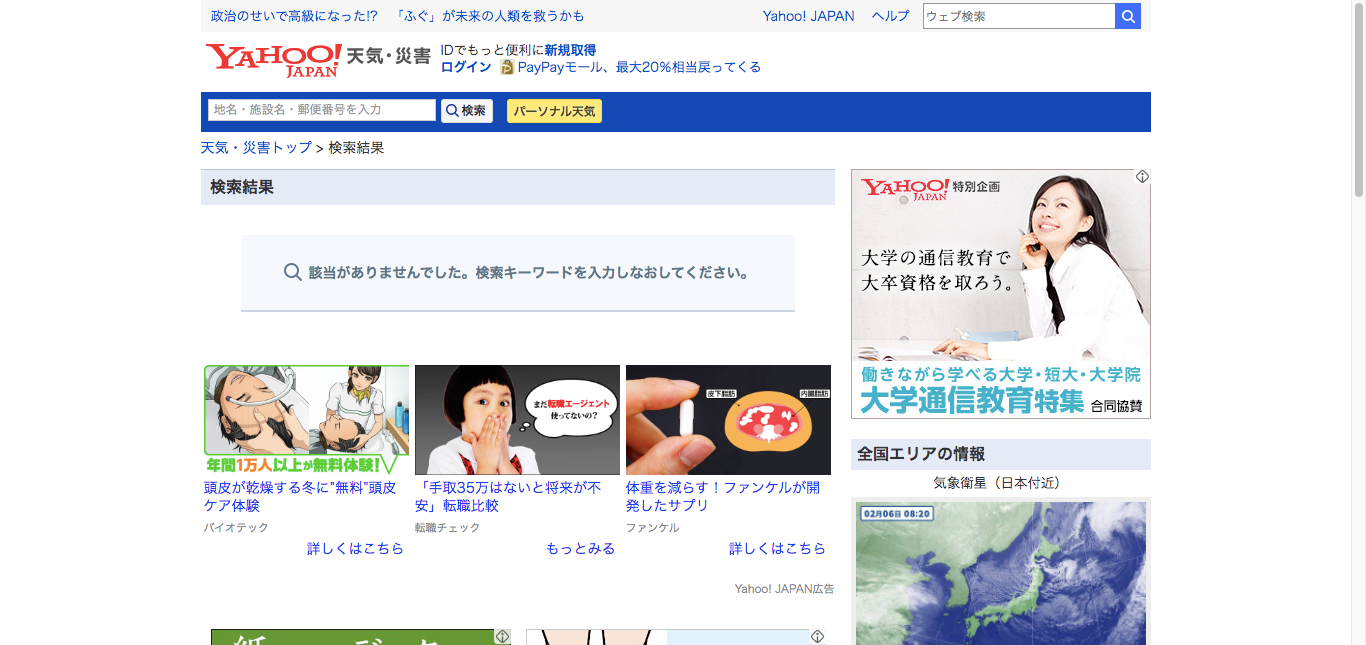 政治のせいで高級になった!? 「ふぐ」が未来の人類を救うかも
Yahoo! JAPAN ヘルプ ウェブ検索
YAHOO! JAPAN 天気・災害
IDでもっと便利に新規取得
ログイン PayPayモール、最大20%相当戻ってくる
地名・施設名・郵便番号を入力 検索 パーソナル天気
天気・災害トップ > 検索結果
検索結果
該当がありませんでした。検索キーワードを入力しなおしてください。
年間1万人以上が無料体験!
頭皮が乾燥する冬に"無料"頭皮
ケア体験
バイオテック
詳しくはこちら
まだ転職エージェント
使ってないの?
「手取35万はないと将来が不
安」転職比較
転職チェック
もっとみる
皮下脂肪 内臓脂肪
体重を減らす！ファンケルが開
発したサプリ
ファンケル
詳しくはこちら
Yahoo! JAPAN広告
YAHOO! JAPAN 特別企画
大学の通信教育で
大卒資格を取ろう。
働きながら学べる大学・短大・大学院
大学通信教育特集 合同協賛
全国エリアの情報
気象衛星（日本付近）
02月06日 08:20